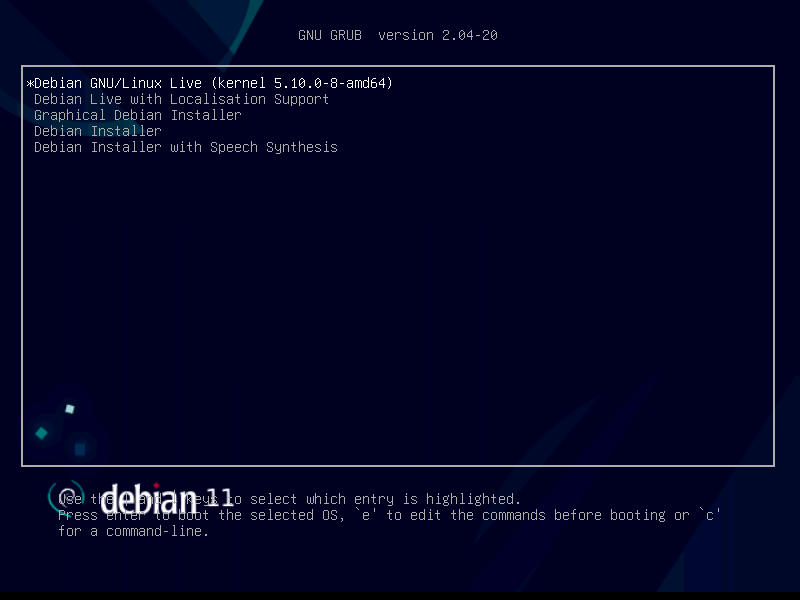 GNU GRUB  version 2.04-20
*Debian GNU/Linux Live (kernel 5.10.0-8-amd64)
Debian Live with Localisation Support
Graphical Debian Installer
Debian Installer
Debian Installer with Speech Synthesis
debian 11
Use the and keys to select which entry is highlighted.
Press enter to boot the selected OS, `e' to edit the commands before booting or `c'
for a command-line.